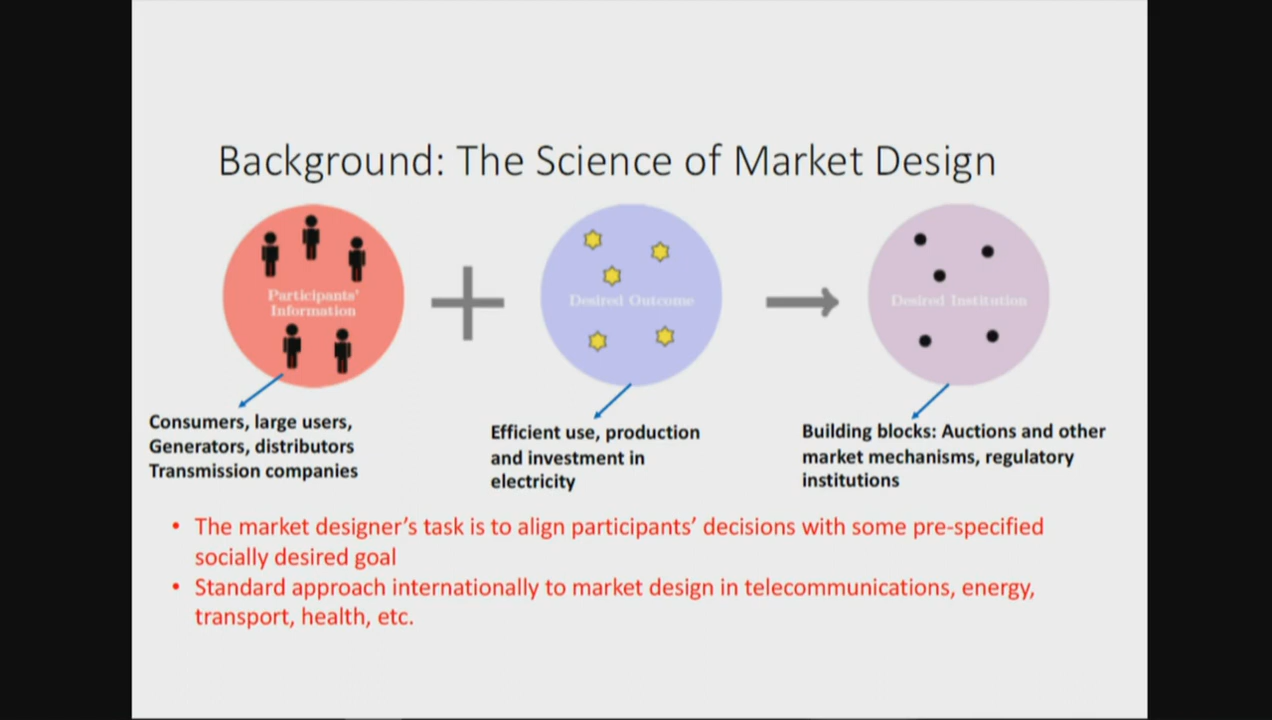 Background: The Science of Market Design
Participants'
Information
Desired Outcome
Desired Institution
Consumers, large users,
Generators, distributors
Transmission companies
Efficient use, production
and investment in
electricity
Building blocks: Auctions and other
market mechanisms, regulatory
institutions
• The market designer's task is to align participants' decisions with some pre-specified
socially desired goal
• Standard approach internationally to market design in telecommunications, energy,
transport, health, etc.